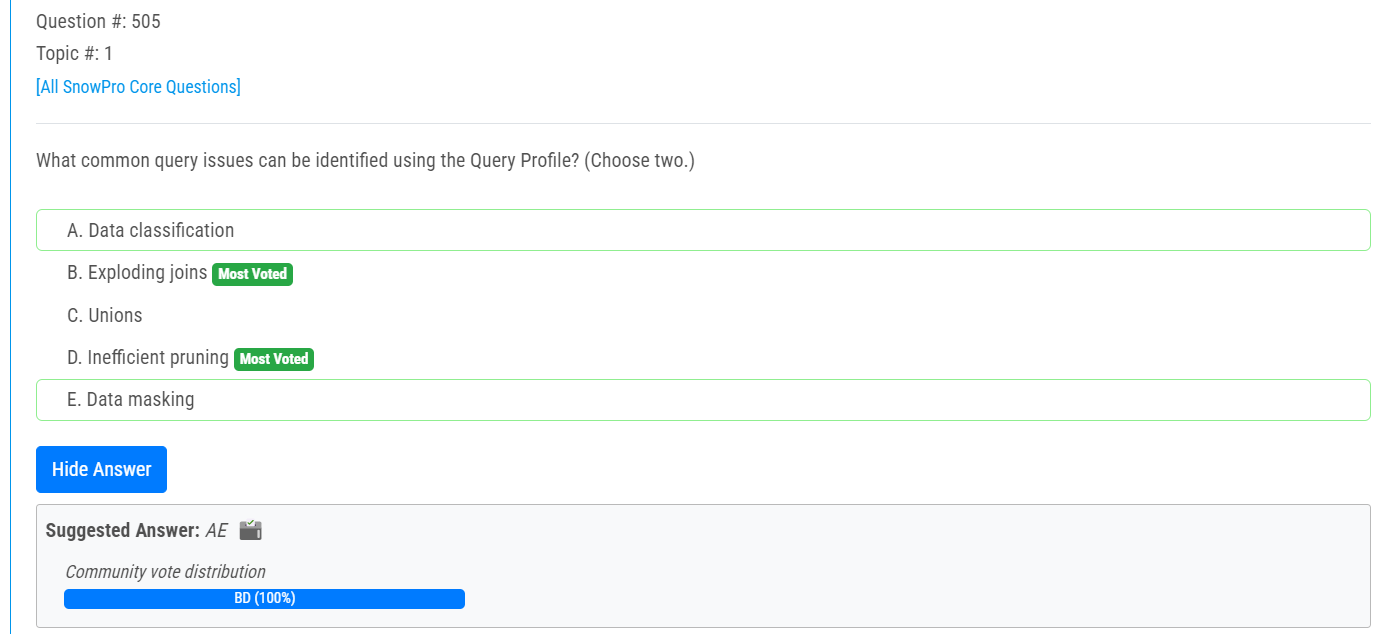 Question #: 505
Topic #: 1
[All SnowPro Core Questions]
What common query issues can be identified using the Query Profile? (Choose two.)
A. Data classification
B. Exploding joins Most Voted
C. Unions
D. Inefficient pruning Most Voted
E. Data masking
Hide Answer
Suggested Answer: AE
Community vote distribution
BD (100%)